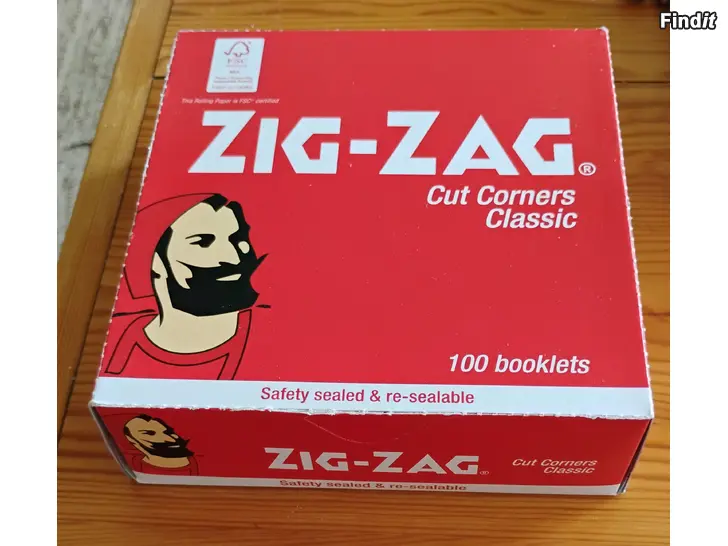 Findit
FSC
This Rolling Paper is FSC® certified
ZIG-ZAG®
Cut Corners
Classic
100 booklets
Safety sealed & re-sealable
ZIG-ZAG®
Cut Corners
Classic
Safety sealed & re-sealable